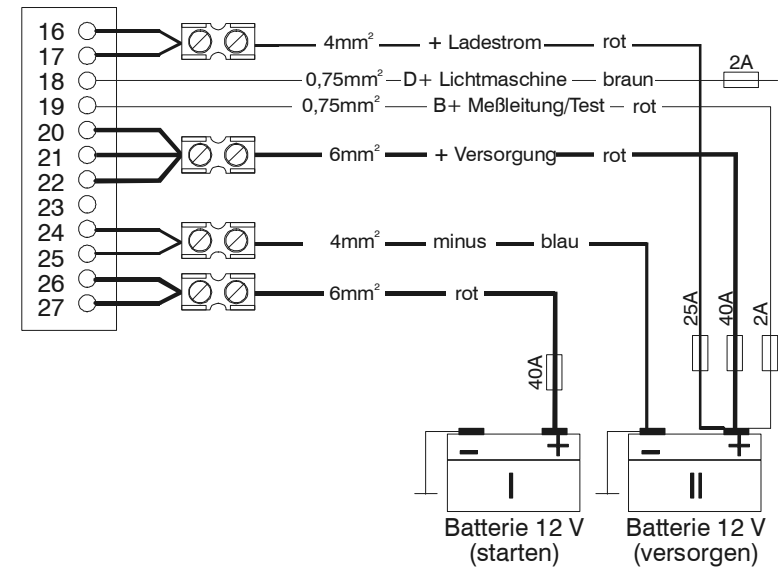 16
17
18
19
20
21
22
23
24
25
26
27
4mm² + Ladestrom rot
0,75mm² D+ Lichtmaschine braun
2A
0,75mm² B+ Meßleitung/Test rot
6mm² + Versorgung rot
4mm² minus blau
6mm² rot
40A
25A
40A
2A
- +
I
- +
II
Batterie 12 V
(starten)
Batterie 12 V
(versorgen)